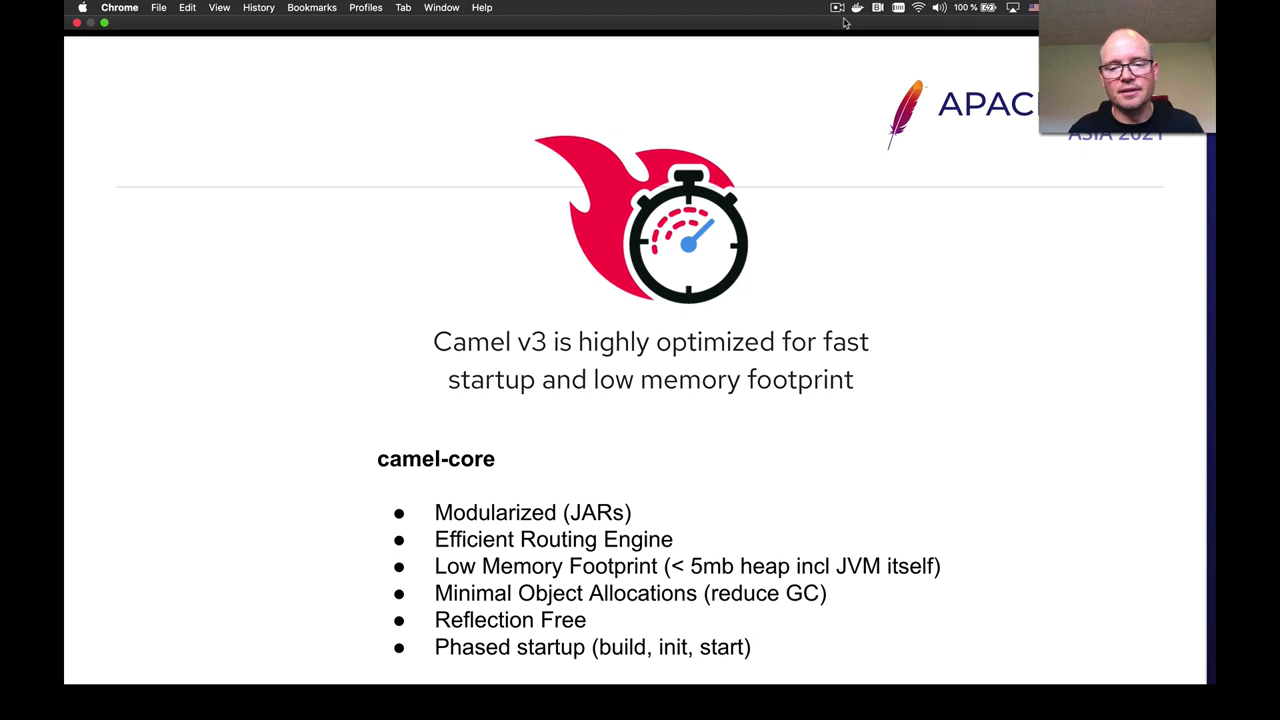 Chrome File Edit View History Bookmarks Profiles Tab Window Help 100 %
APAC
ASIA 2021
Camel v3 is highly optimized for fast
startup and low memory footprint
camel-core
● Modularized (JARs)
● Efficient Routing Engine
● Low Memory Footprint (< 5mb heap incl JVM itself)
● Minimal Object Allocations (reduce GC)
● Reflection Free
● Phased startup (build, init, start)